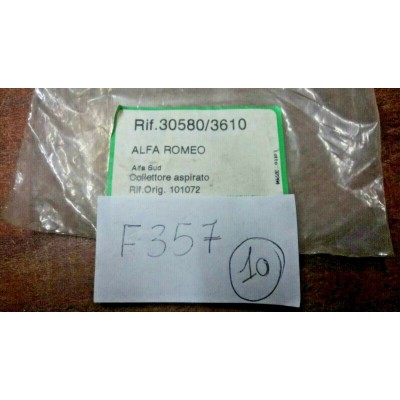 Rif.30580/3610
ALFA ROMEO
Alfa Sud
Collettore aspirato
Rif.Orig. 101072
F357
10